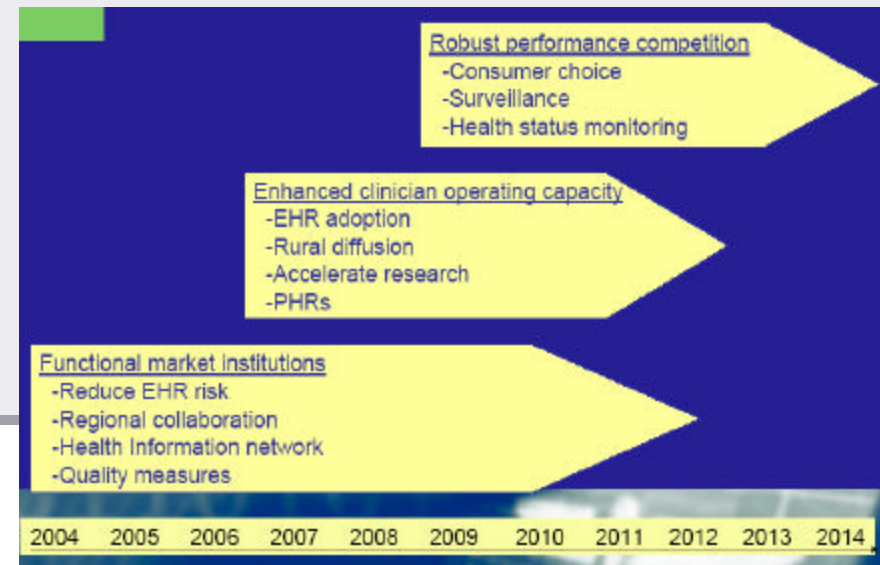 Robust performance competition
-Consumer choice
-Surveillance
-Health status monitoring
Enhanced clinician operating capacity
-EHR adoption
-Rural diffusion
-Accelerate research
-PHRs
Functional market institutions
-Reduce EHR risk
-Regional collaboration
-Health Information network
-Quality measures
2004 2005 2006 2007 2008 2009 2010 2011 2012 2013 2014